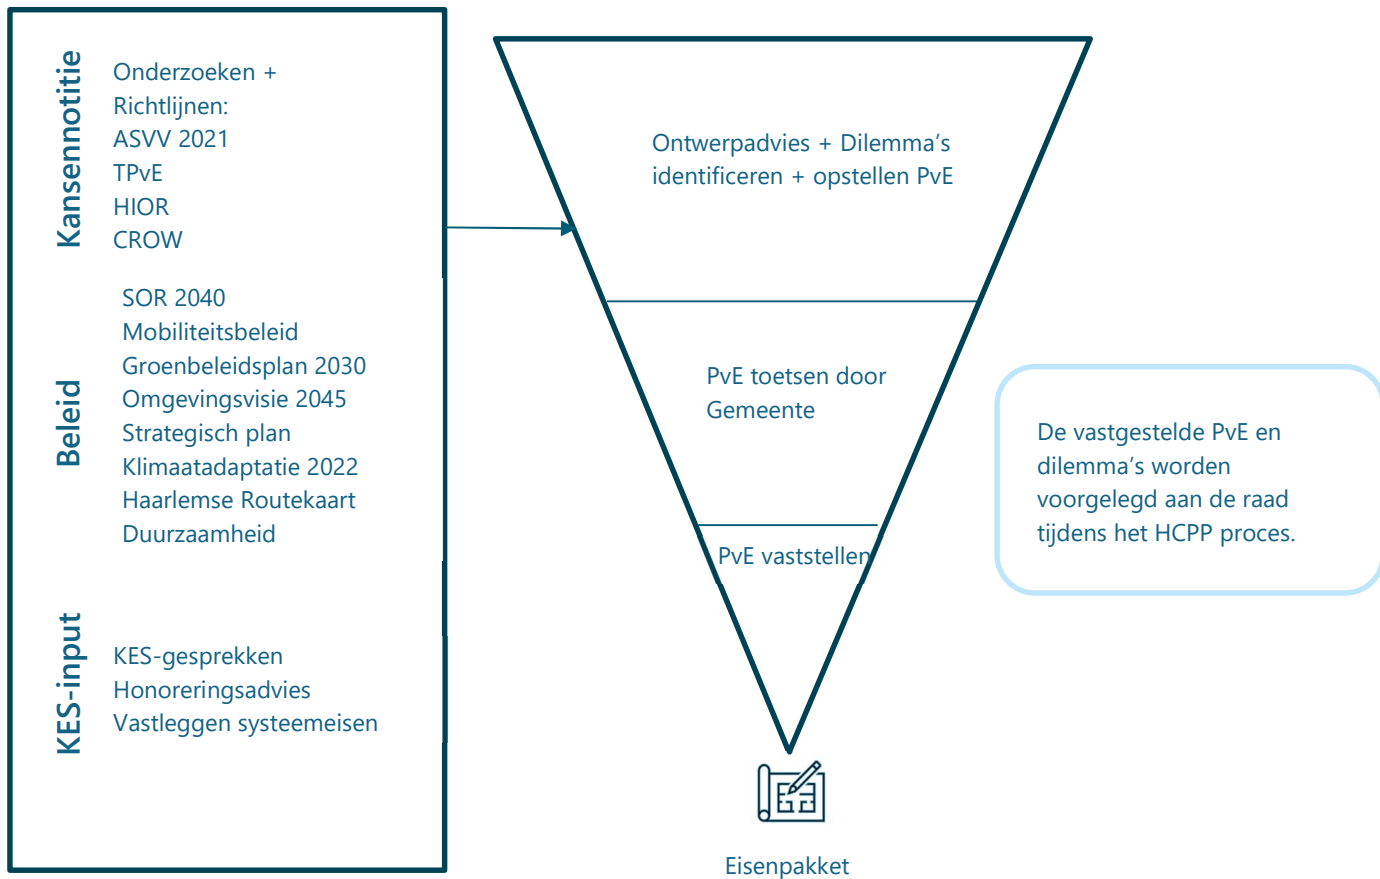 Kansennotitie
Onderzoeken +
Richtlijnen:
ASVV 2021
TPvE
HIOR
CROW
Beleid
SOR 2040
Mobiliteitsbeleid
Groenbeleidsplan 2030
Omgevingsvisie 2045
Strategisch plan
Klimaatadaptatie 2022
Haarlemse Routekaart
Duurzaamheid
KES-input
KES-gesprekken
Honoreringsadvies
Vastleggen systeemeisen
Ontwerpadvies + Dilemma's
identificeren + opstellen PvE
PvE toetsen door
Gemeente
PvE vaststellen
Eisenpakket
De vastgestelde PvE en
dilemma's worden
voorgelegd aan de raad
tijdens het HCPP proces.